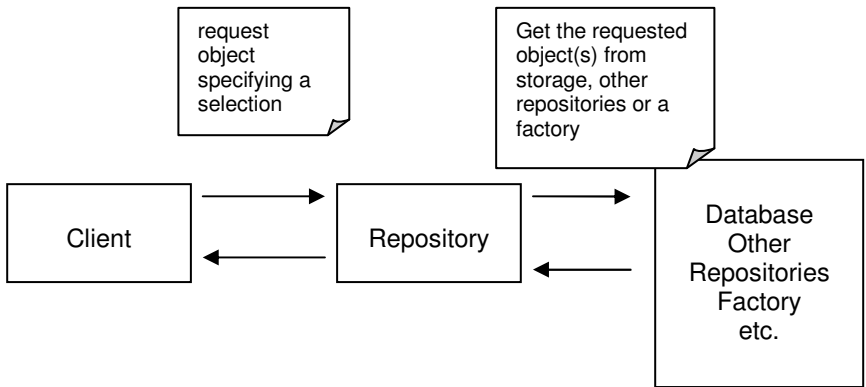 request
object
specifying a
selection
Get the requested
object(s) from
storage, other
repositories or a
factory
Client
Repository
Database
Other
Repositories
Factory
etc.